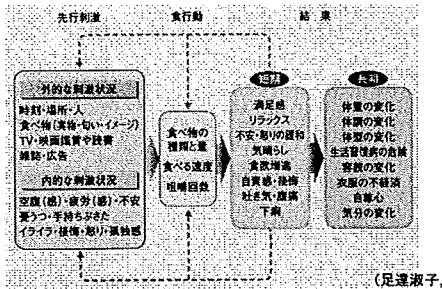 先行刺激
食行動
結果
外的な刺激状況
時刻・場所・人
食べ物(実物・匂い・イメージ)
TV・映画鑑賞や読書
雑誌・広告
内的な刺激状況
空腹(感)・疲労(感)・不安
憂うつ・手持ちぶさた
イライラ・後悔・怒り・孤独感
食べ物の
種類と量
食べる速度
咀嚼回数
短期
満足感
リラックス
不安・怒りの緩和
気晴らし
食欲増進
自責感・後悔
吐き気・腹痛
下痢
長期
体重の変化
体調の変化
体型の変化
生活習慣病の危険
容貌の変化
衣服の不経済
自尊心
気分の変化
(足達淑子,